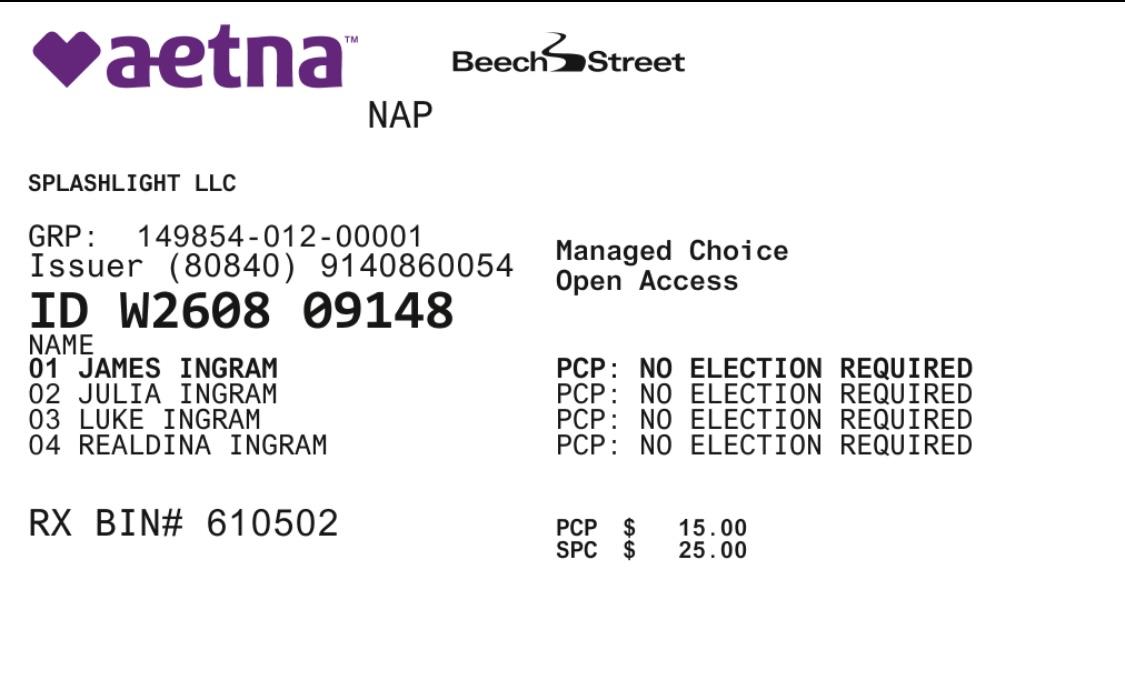 aetna™
Beech Street
NAP
SPLASHLIGHT LLC
GRP: 149854-012-00001
Issuer (80840) 9140860054
Managed Choice
Open Access
ID W2608 09148
NAME
01 JAMES INGRAM PCP: NO ELECTION REQUIRED
02 JULIA INGRAM PCP: NO ELECTION REQUIRED
03 LUKE INGRAM PCP: NO ELECTION REQUIRED
04 REALDINA INGRAM PCP: NO ELECTION REQUIRED
RX BIN# 610502
PCP $ 15.00
SPC $ 25.00